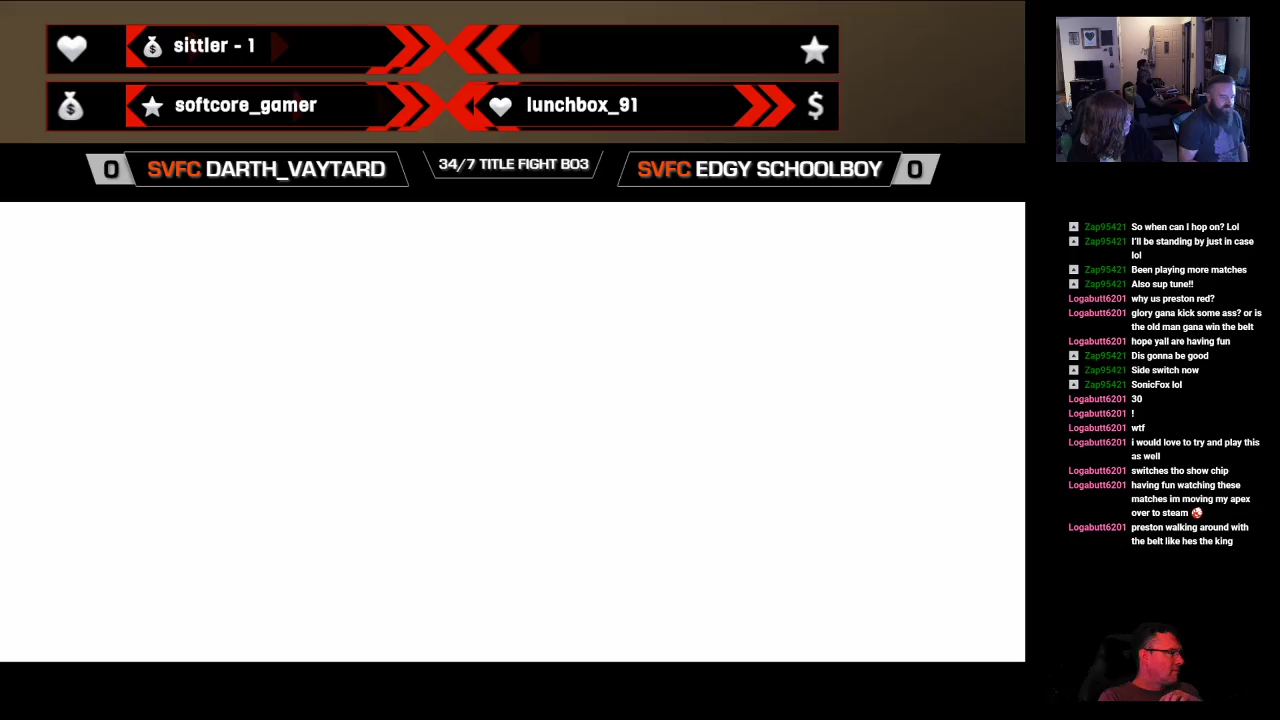 sittler - 1
softcore_gamer
lunchbox_91
$
0
SVFC DARTH_VAYTARD
34/7 TITLE FIGHT BO3
SVFC EDGY SCHOOLBOY
0
Zap95421 So when can I hop on? Lol
Zap95421 I'll be standing by just in case
lol
Zap95421 Been playing more matches
Zap95421 Also sup tune!!
Logabutt6201 why us preston red?
Logabutt6201 glory gana kick some ass? or is
the old man gana win the belt
Logabutt6201 hope yall are having fun
Zap95421 Dis gonna be good
Zap95421 Side switch now
Zap95421 SonicFox lol
Logabutt6201 30
Logabutt6201 !
Logabutt6201 wtf
Logabutt6201 i would love to try and play this
as well
Logabutt6201 switches tho show chip
Logabutt6201 having fun watching these
matches im moving my apex
over to steam
Logabutt6201 preston walking around with
the belt like hes the king